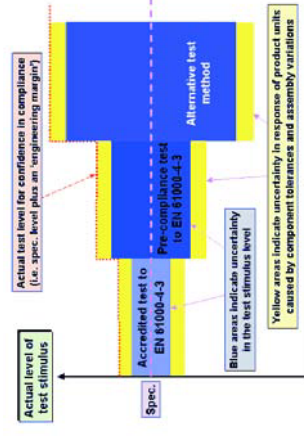 Actual level of
test stimulus
Actual test level for confidence in compliance
(i.e. spec. level plus an 'engineering margin')
Spec.
Accredited test to
EN 61000-4-3
Pre-compliance test
to EN 61000-4-3
Alternative test
method
Blue areas indicate uncertainty
in the test stimulus level
Yellow areas indicate uncertainty in response of product units
caused by component tolerances and assembly variations